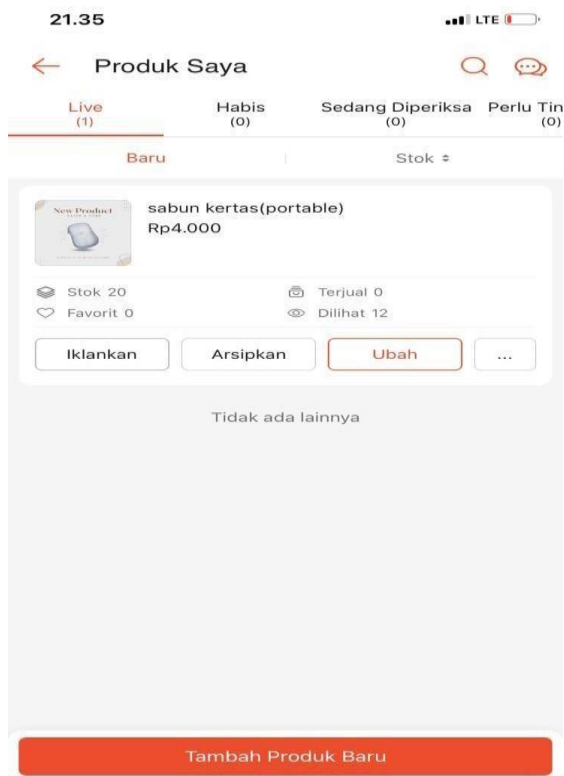 21.35 LTE
Produk Saya
Live Habis Sedang Diperiksa Perlu Tin
(1) (0) (0) (0)
Baru Stok
New Product
sabun kertas(portable)
Rp4.000
Stok 20 Terjual 0
Favorit 0 Dilihat 12
Iklankan Arsipkan Ubah ...
Tidak ada lainnya
Tambah Produk Baru